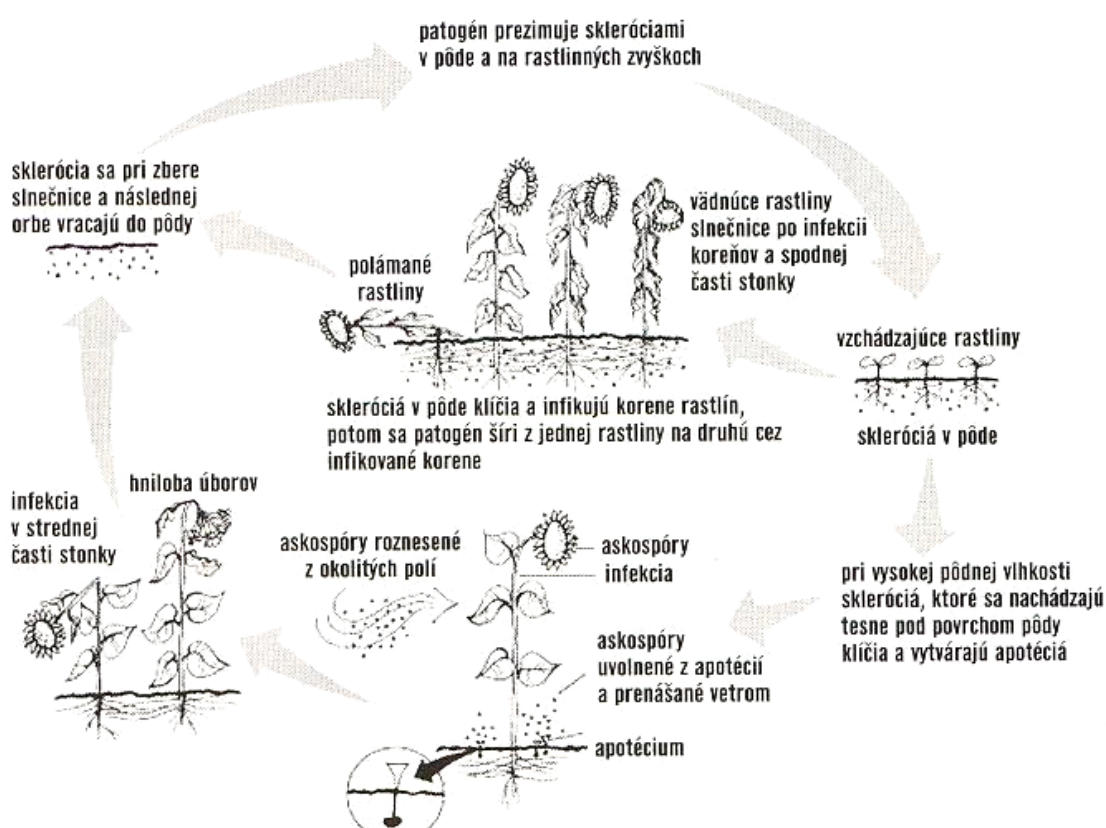 patogén prezimuje skleróciami
v pôde a na rastlinných zvyškoch
sklerócia sa pri zbere
slnečnice a následnej
orbe vracajú do pôdy
polámané
rastliny
vädnúce rastliny
slnečnice po infekcii
koreňov a spodnej
časti stonky
vzchádzajúce rastliny
skleróciá v pôde
skleróciá v pôde klíčia a infikujú korene rastlín,
potom sa patogén šíri z jednej rastliny na druhú cez
infikované korene
infekcia
v strednej
časti stonky
hniloba úborov
askospóry roznesené
z okolitých polí
askospóry
infekcia
askospóry
uvolnené z apotécií
a prenášané vetrom
apotécium
pri vysokej pôdnej vlhkosti
skleróciá, ktoré sa nachádzajú
tesne pod povrchom pôdy
klíčia a vytvárajú apotéciá